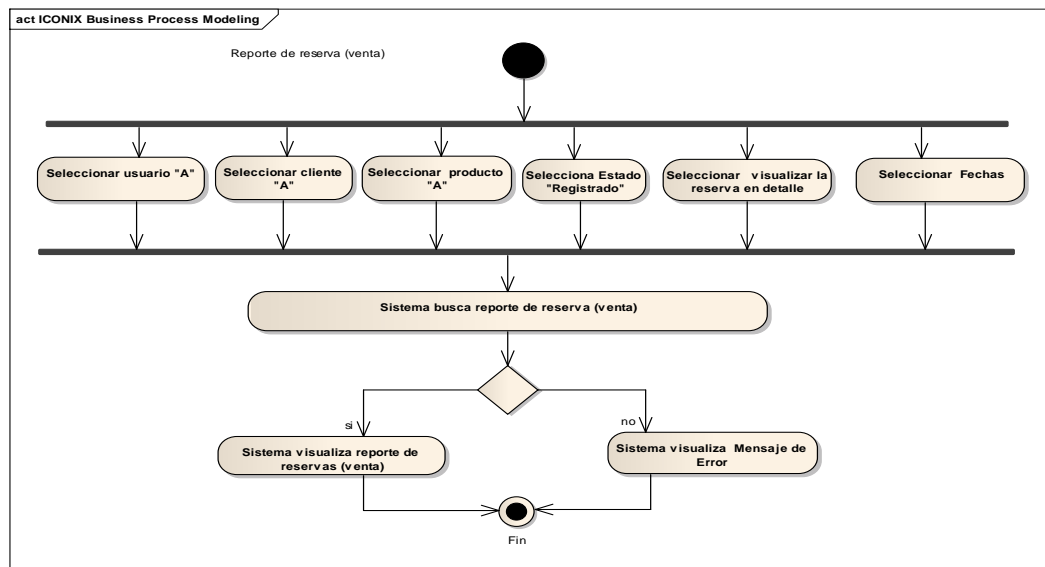 act ICONIX Business Process Modeling
Reporte de reserva (venta)
Seleccionar usuario "A"
Seleccionar cliente
"A"
Seleccionar producto
"A"
Selecciona Estado
"Registrado"
Seleccionar visualizar la
reserva en detalle
Seleccionar Fechas
Sistema busca reporte de reserva (venta)
si
no
Sistema visualiza reporte de
reservas (venta)
Sistema visualiza Mensaje de
Error
Fin